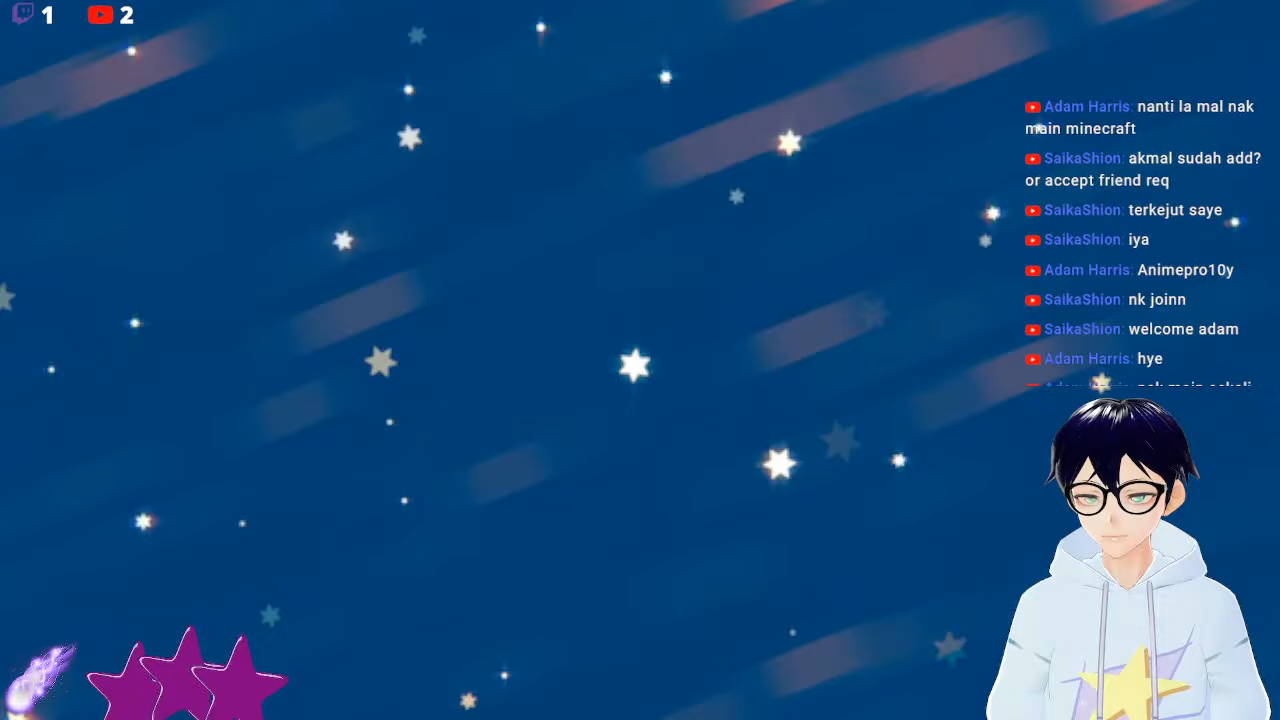 1 2
Adam Harris: nanti la mal nak
main minecraft
SaikaShion: akmal sudah add?
or accept friend req
SaikaShion: terkejut saye
SaikaShion: iya
Adam Harris: Animepro10y
SaikaShion: nk joinn
SaikaShion: welcome adam
Adam Harris: hye